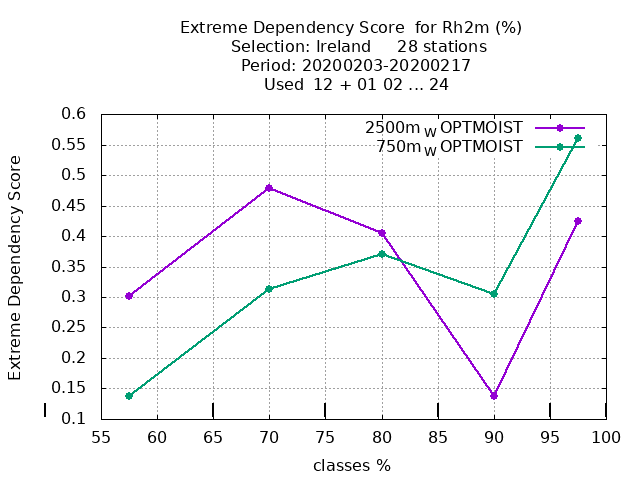 Extreme Dependency Score  for Rh2m (%)
Selection: Ireland     28 stations
Period: 20200203-20200217
Used  12 + 01 02 ... 24
0.6
0.55
0.5
0.45
0.4
0.35
0.3
0.25
0.2
0.15
0.1
Extreme Dependency Score
2500m W OPTMOIST
750m W OPTMOIST
55 60 65 70 75 80 85 90 95 100
classes %